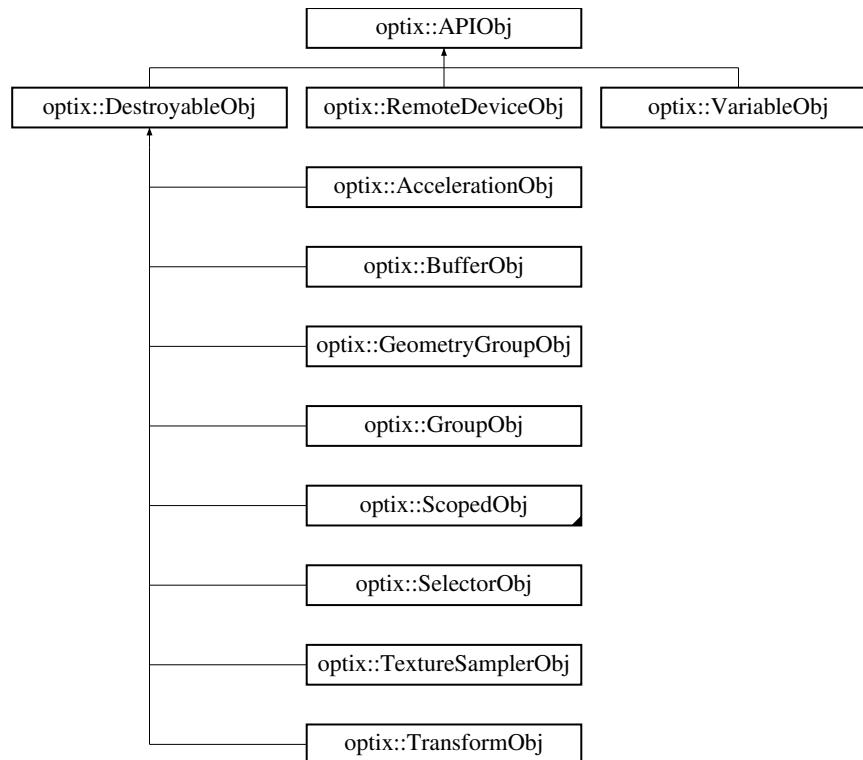 optix::APIObj
optix::DestroyableObj
optix::RemoteDeviceObj
optix::VariableObj
optix::AccelerationObj
optix::BufferObj
optix::GeometryGroupObj
optix::GroupObj
optix::ScopedObj
optix::SelectorObj
optix::TextureSamplerObj
optix::TransformObj